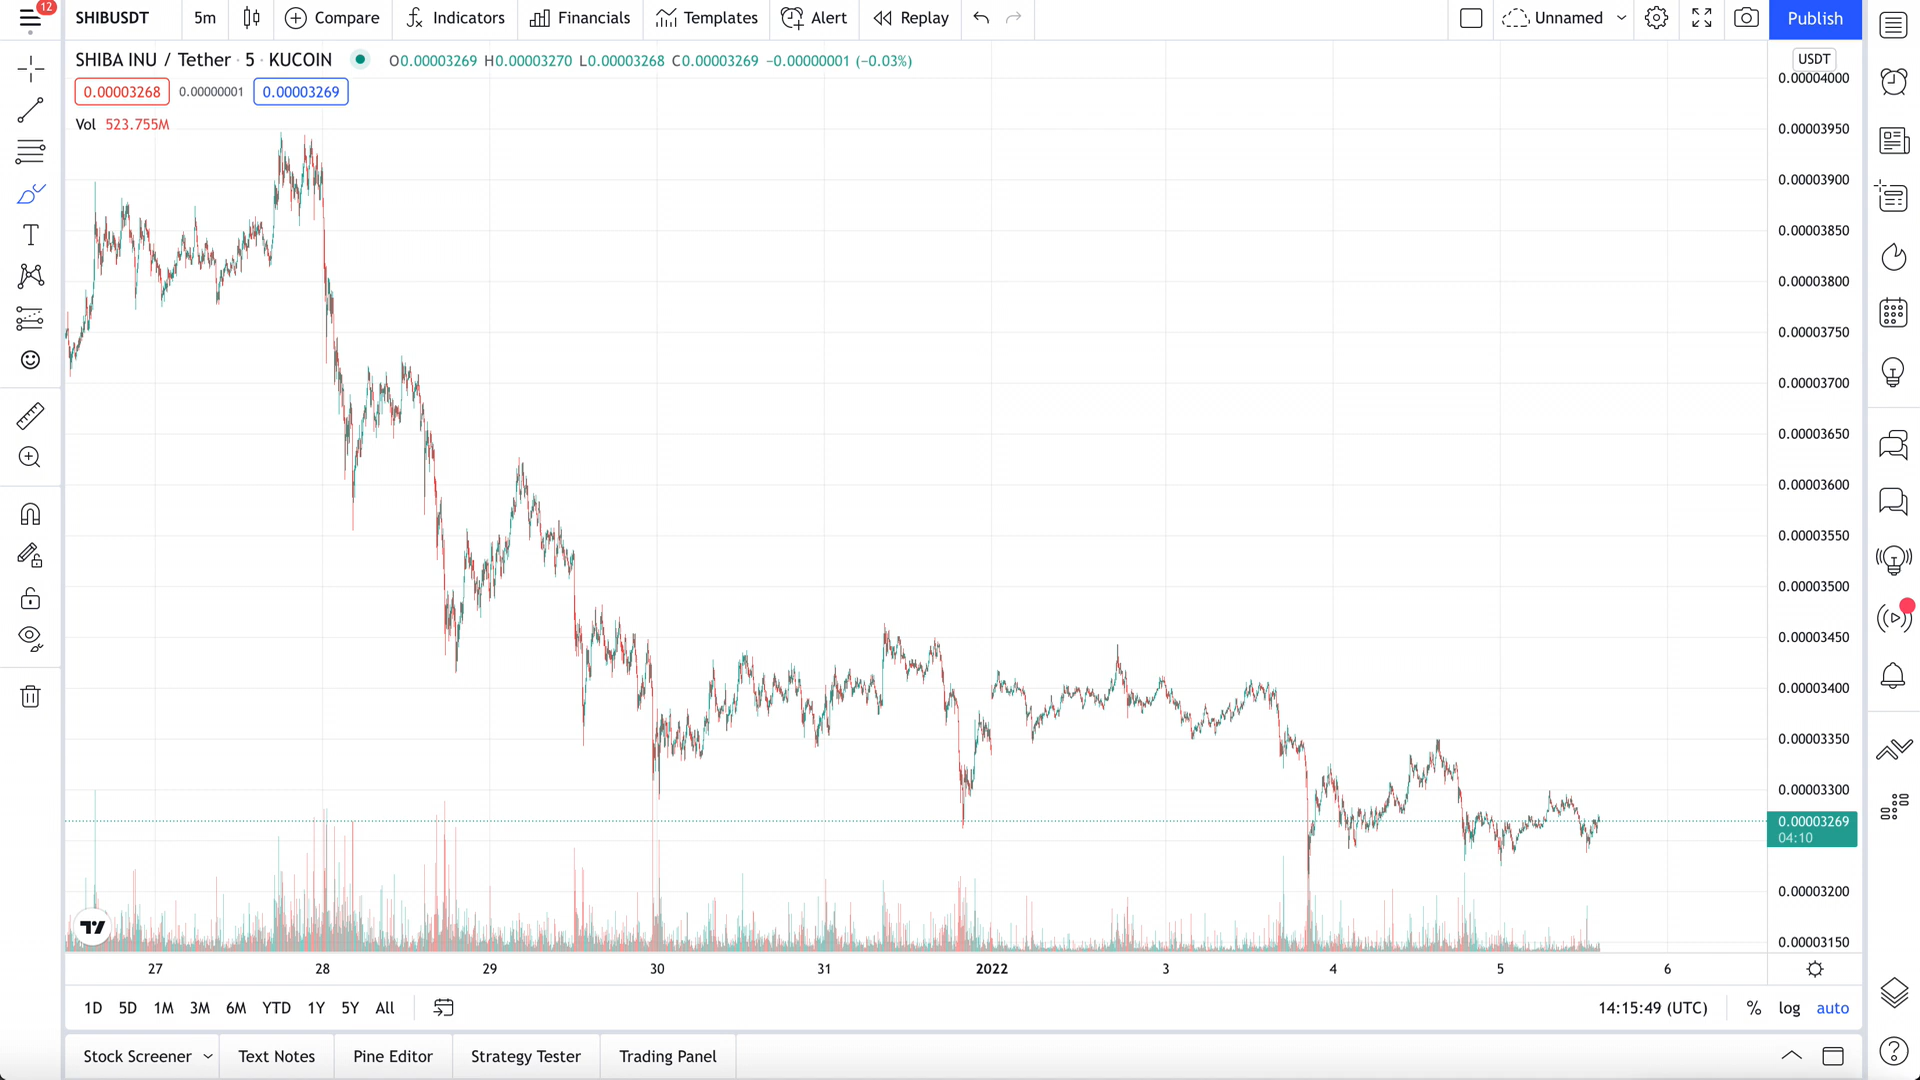 12
SHIBUSDT 5m Compare Indicators Financials Templates Alert Replay Unnamed Publish
SHIBA INU / Tether · 5 · KUCOIN O0.00003269 H0.00003270 L0.00003268 C0.00003269 −0.00000001 (−0.03%)
0.00003268 0.00000001 0.00003269
Vol 523.755M
USDT
0.00004000
0.00003950
0.00003900
0.00003850
0.00003800
0.00003750
0.00003700
0.00003650
0.00003600
0.00003550
0.00003500
0.00003450
0.00003400
0.00003350
0.00003300
0.00003269
04:10
0.00003200
0.00003150
27 28 29 30 31 2022 3 4 5 6
1D 5D 1M 3M 6M YTD 1Y 5Y All 14:15:49 (UTC) % log auto
Stock Screener Text Notes Pine Editor Strategy Tester Trading Panel